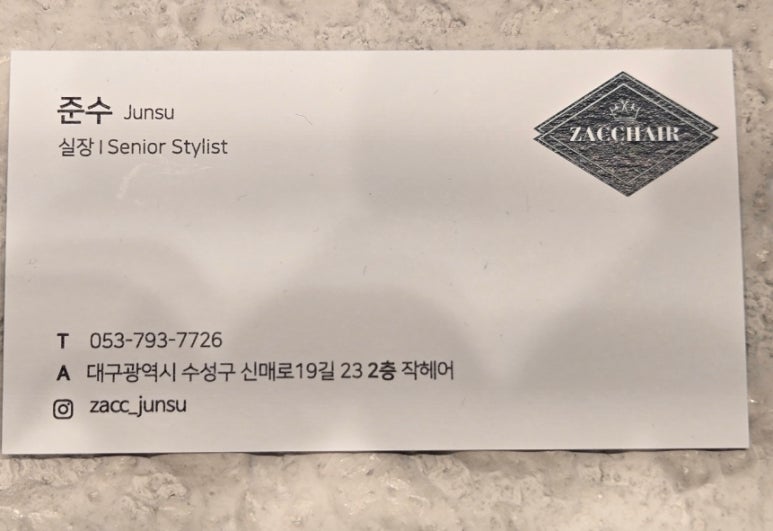 준수 Junsu
실장 I Senior Stylist
ZACCHAIR
T 053-793-7726
A 대구광역시 수성구 신매로19길 23 2층 작헤어
zacc_junsu